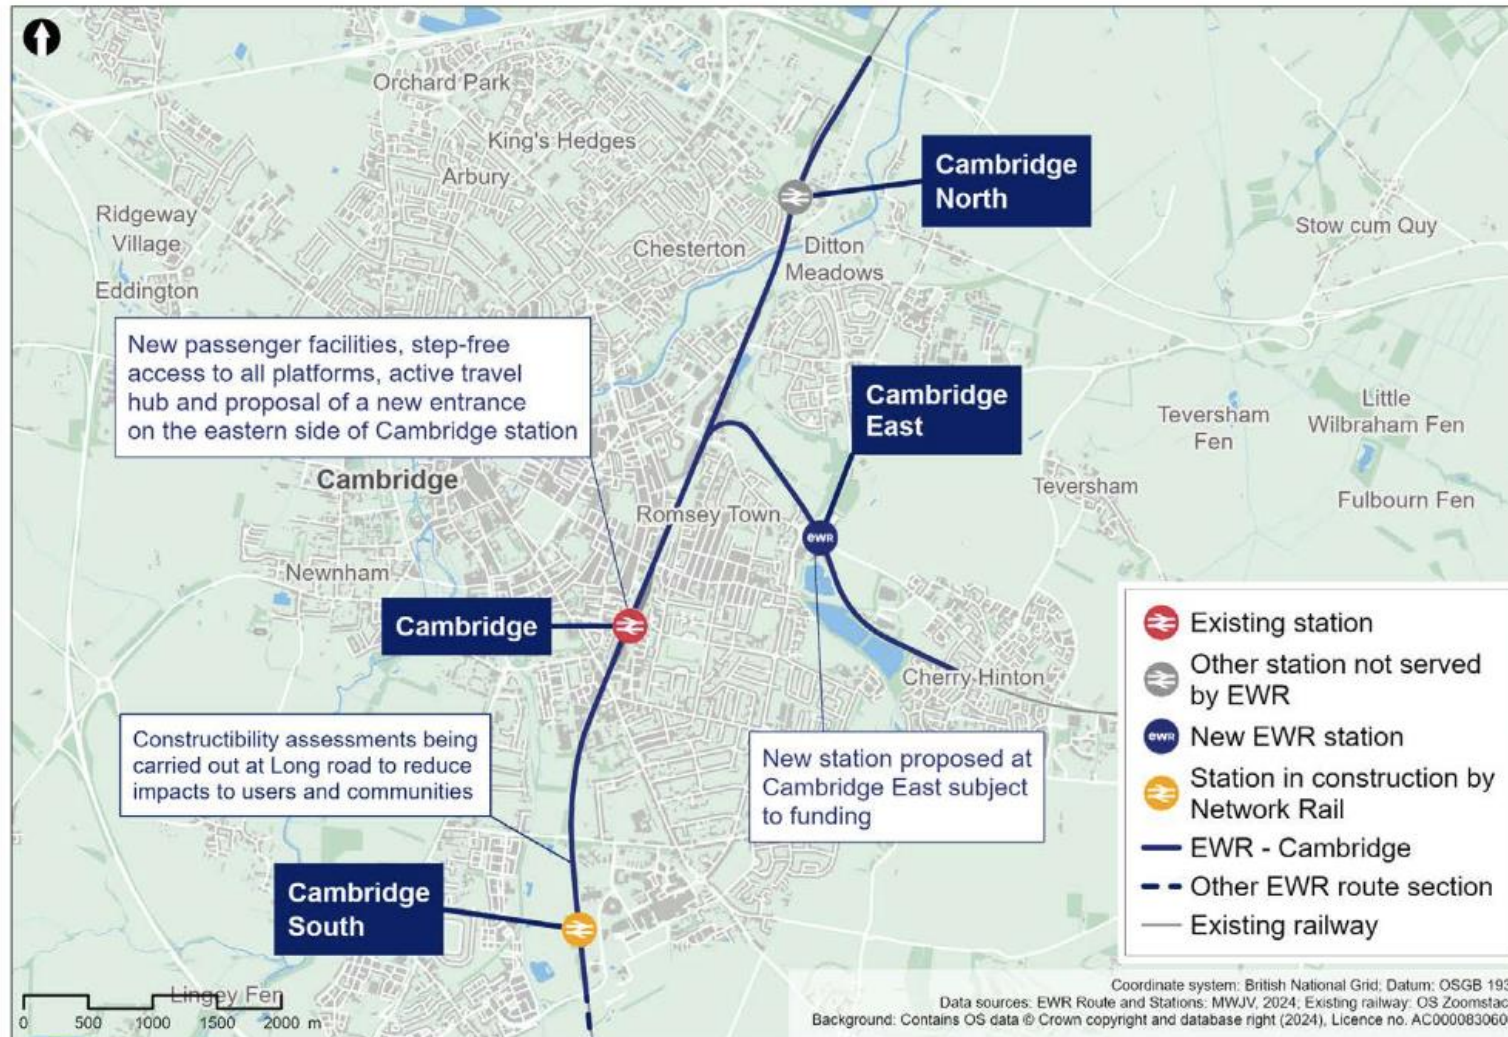 Orchard Park
King's Hedges
Arbury
Cambridge
North
Ridgeway
Village
Stow cum Quy
Chesterton
Ditton
Meadows
Eddington
New passenger facilities, step-free
access to all platforms, active travel
hub and proposal of a new entrance
on the eastern side of Cambridge station
Cambridge
East
Little
Wilbraham Fen
Teversham
Fen
Cambridge
Teversham
Fulbourn Fen
Romsey Town
ewr
Newnham
Cambridge
Cherry Hinton
Existing station
Other station not served
by EWR
ewr
New EWR station
Station in construction by
Network Rail
EWR - Cambridge
Other EWR route section
Existing railway
Constructibility assessments being
carried out at Long road to reduce
impacts to users and communities
New station proposed at
Cambridge East subject
to funding
Cambridge
South
Lingey Fen
0 500 1000 1500 2000 m
Coordinate system: British National Grid; Datum: OSGB 193
Data sources: EWR Route and Stations: MWJV, 2024; Existing railway: OS Zoomstac
Background: Contains OS data © Crown copyright and database right (2024), Licence no. AC000083060